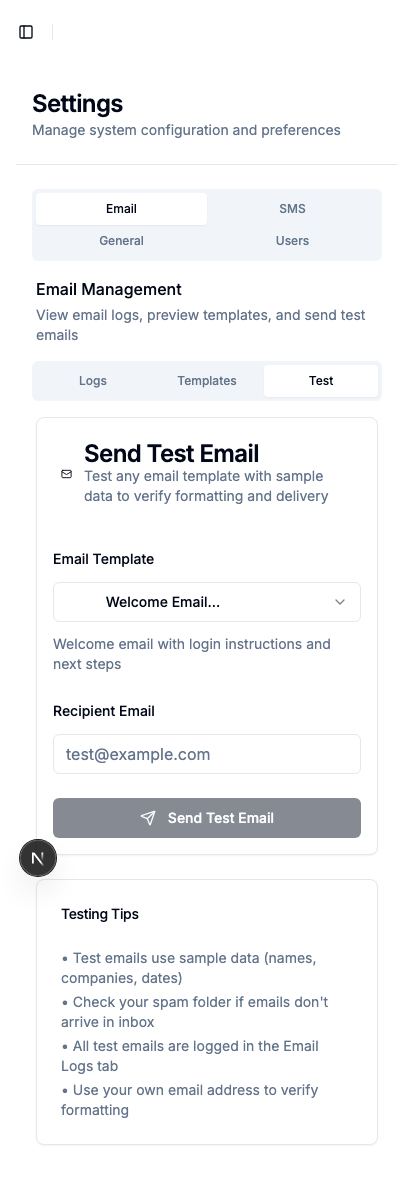 Settings
Manage system configuration and preferences
Email
SMS
General
Users
Email Management
View email logs, preview templates, and send test
emails
Logs
Templates
Test
Send Test Email
Test any email template with sample
data to verify formatting and delivery
Email Template
Welcome Email...
Welcome email with login instructions and
next steps
Recipient Email
test@example.com
Send Test Email
N
Testing Tips
• Test emails use sample data (names,
companies, dates)
• Check your spam folder if emails don't
arrive in inbox
• All test emails are logged in the Email
Logs tab
• Use your own email address to verify
formatting